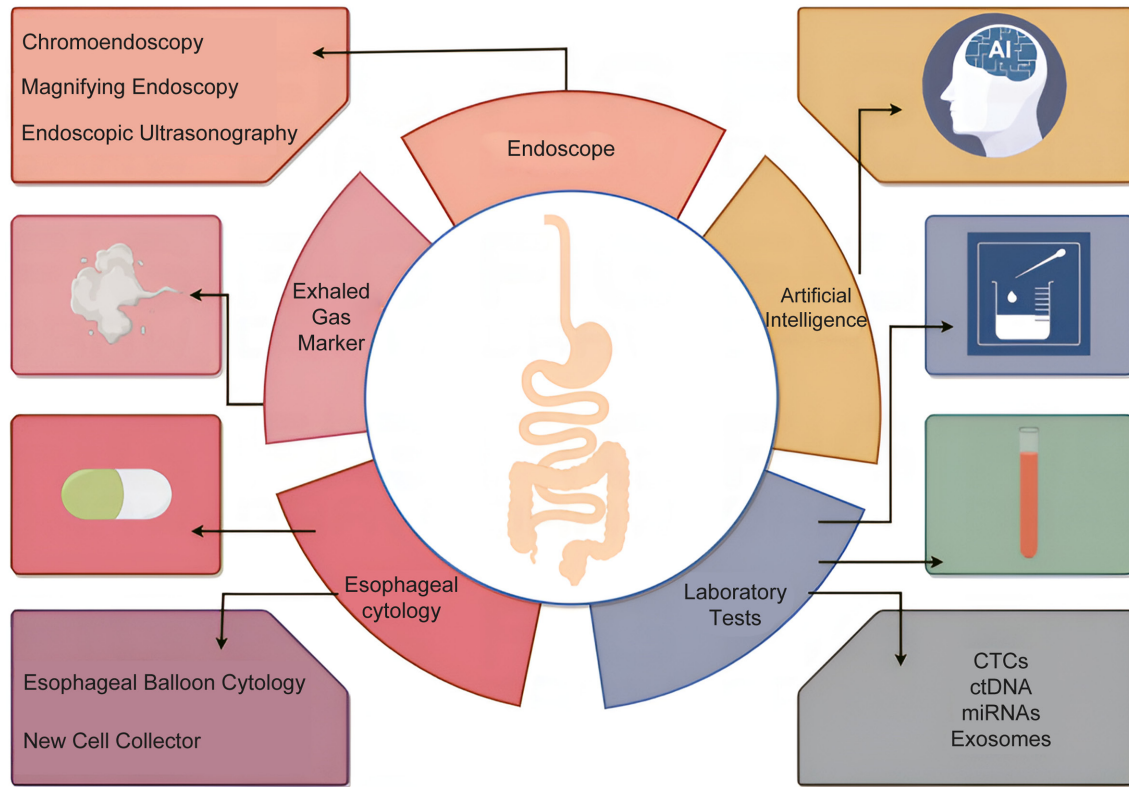 Chromoendoscopy
Magnifying Endoscopy
Endoscopic Ultrasonography
Endoscope
AI
Exhaled
Gas
Marker
Artificial
Intelligence
Esophageal
cytology
Laboratory
Tests
Esophageal Balloon Cytology
New Cell Collector
CTCs
ctDNA
miRNAs
Exosomes